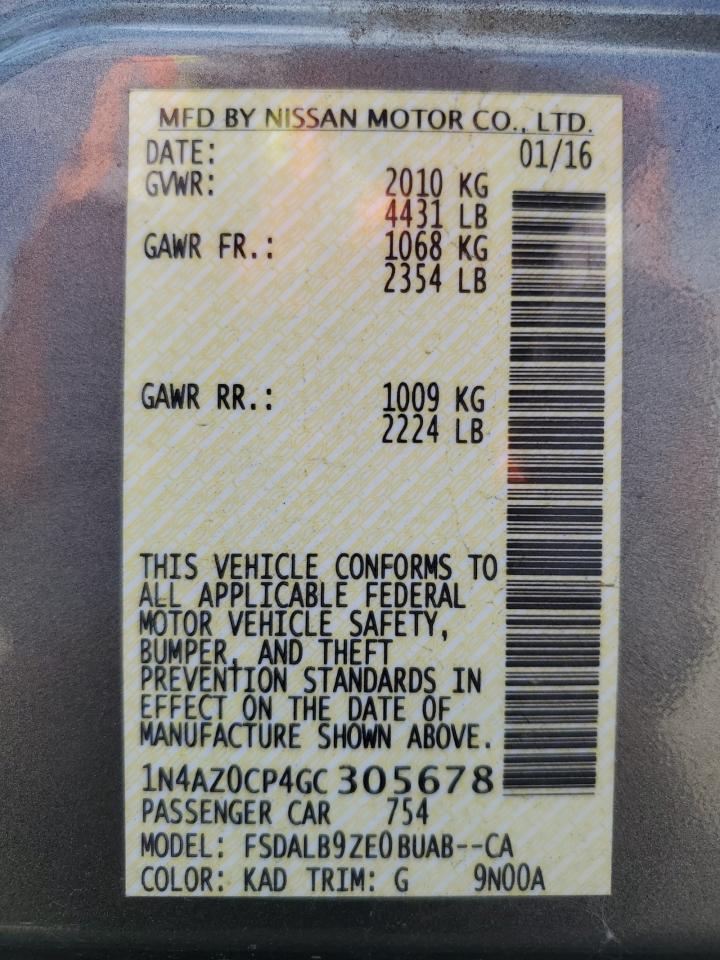 MFD BY NISSAN MOTOR CO., LTD.
DATE: 01/16
GVWR: 2010 KG
4431 LB
GAWR FR.: 1068 KG
2354 LB
GAWR RR.: 1009 KG
2224 LB
THIS VEHICLE CONFORMS TO
ALL APPLICABLE FEDERAL
MOTOR VEHICLE SAFETY,
BUMPER, AND THEFT
PREVENTION STANDARDS IN
EFFECT ON THE DATE OF
MANUFACTURE SHOWN ABOVE.
1N4AZ0CP4GC 305678
PASSENGER CAR 754
MODEL: FSDALB9ZE0BUAB--CA
COLOR: KAD TRIM: G 9N00A